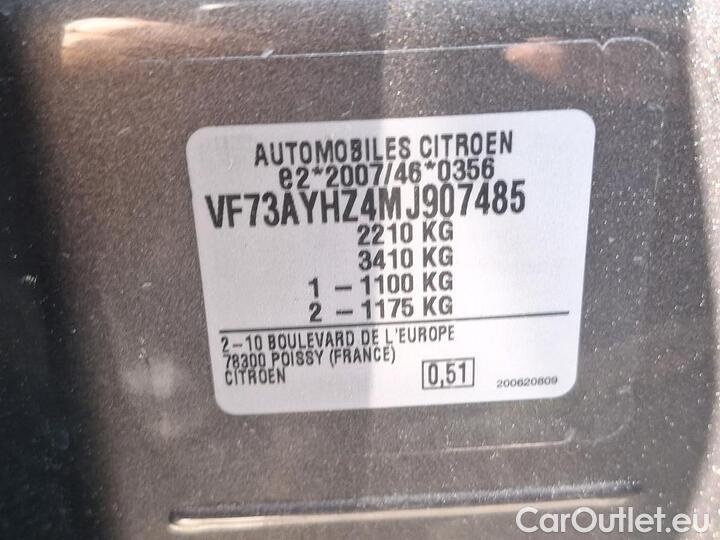 AUTOMOBILES CITROEN
e2*2007/46*0356
VF73AYHZ4MJ907485
2210 KG
3410 KG
1 – 1100 KG
2 – 1175 KG
2–10 BOULEVARD DE L'EUROPE
78300 POISSY (FRANCE)
CITROEN
0,51
200620809
CarOutlet.eu